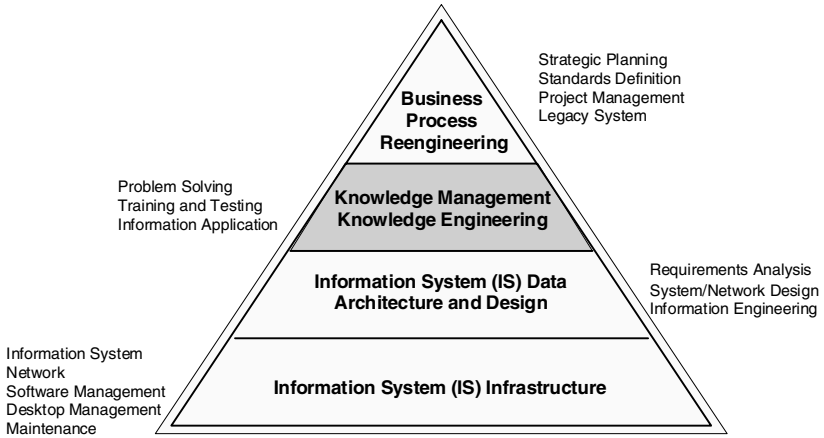 Business
Process
Reengineering
Strategic Planning
Standards Definition
Project Management
Legacy System
Problem Solving
Training and Testing
Information Application
Knowledge Management
Knowledge Engineering
Information System (IS) Data
Architecture and Design
Requirements Analysis
System/Network Design
Information Engineering
Information System
Network
Software Management
Desktop Management
Maintenance
Information System (IS) Infrastructure